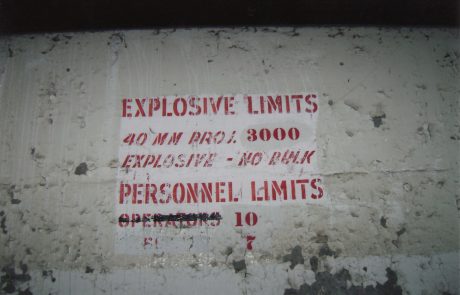 EXPLOSIVE LIMITS
40 MM PROJ. 3000
EXPLOSIVE - NO BULK
PERSONNEL LIMITS
OPERATORS 10
7